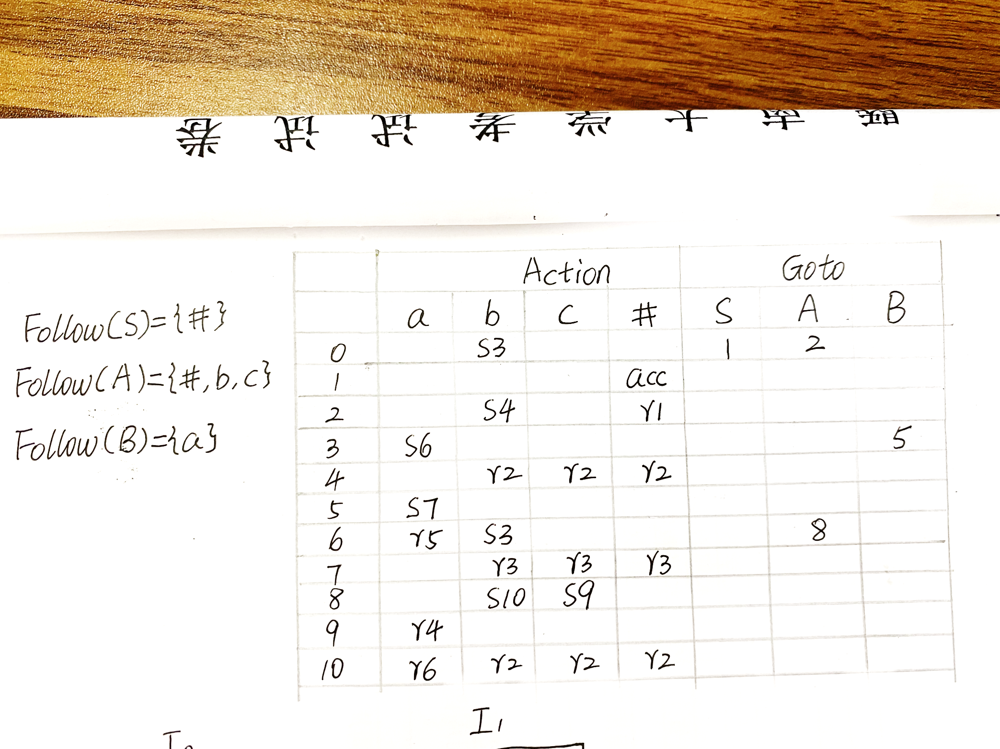 Action Goto
a b c # S A B
0 S3 1 2
1 acc
2 S4 r1
3 S6 5
4 r2 r2 r2
5 S7
6 r5 S3 8
7 r3 r3 r3
8 S10 S9
9 r4
10 r6 r2 r2 r2
Follow(S)={#}
Follow(A)={#,b,c}
Follow(B)={a}
I1